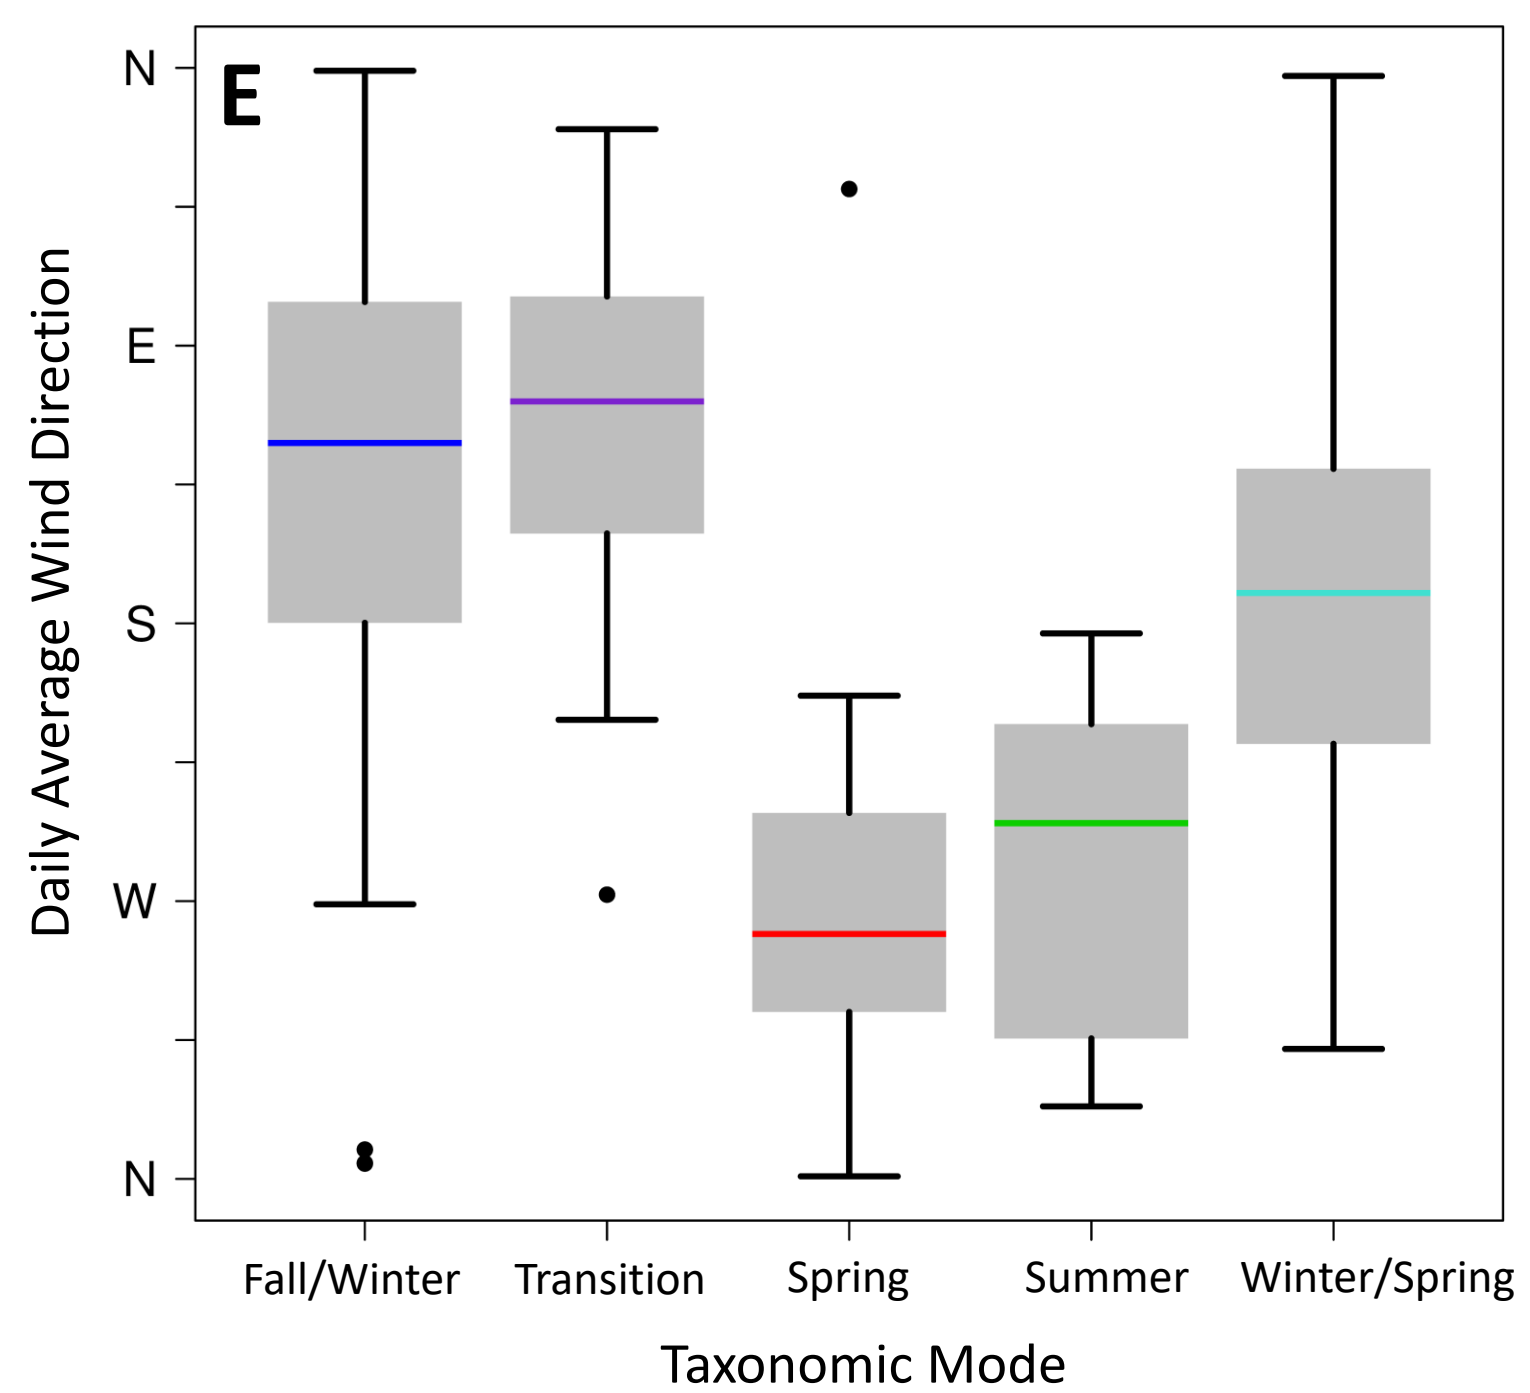 E
Daily Average Wind Direction
N
E
S
W
N
Fall/Winter Transition Spring Summer Winter/Spring
Taxonomic Mode